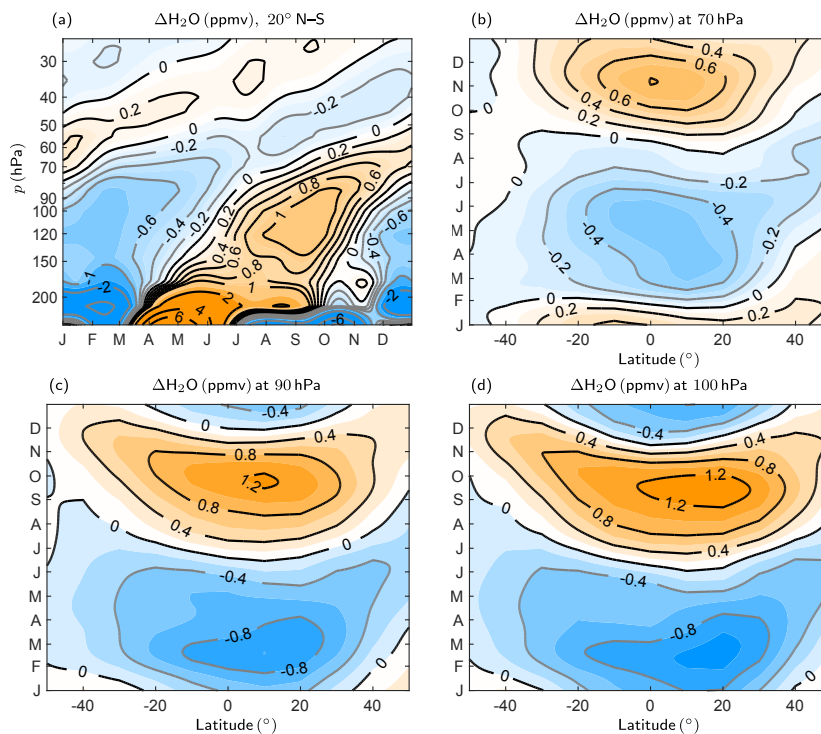 (a) ΔH₂O (ppmv), 20° N–S
p (hPa)
30
40
50
60
70
90
100
120
150
200
0
0.2
0
-0.2
-0.2
0
0.2
0.6
0.8
1
-0.6
-0.4
-0.2
0
0.2
0.4
0.6
0.8
1
-0.6
-0.4
0
-1
-2
2
4
6
-6
-2
J F M A M J J A S O N D
(b) ΔH₂O (ppmv) at 70 hPa
D
N
O
S
A
J
J
M
A
M
F
J
0.4
0.6
0.4
0.6
0.2
0
0
0
-0.2
-0.4
-0.4
-0.2
-0.2
0
0
0.2
0.2
-40 -20 0 20 40
Latitude (°)
(c) ΔH₂O (ppmv) at 90 hPa
D
N
O
S
A
J
J
M
A
M
F
J
-0.4
0
0.4
0.8
1.2
0.8
0.4
0
0
0
-0.4
-0.8
-0.8
0
0
-40 -20 0 20 40
Latitude (°)
(d) ΔH₂O (ppmv) at 100 hPa
D
N
O
S
A
J
J
M
A
M
F
J
-0.4
0
0.4
0.4
0.8
1.2
1.2
0.8
0.4
0
0
-0.4
-0.8
0
-40 -20 0 20 40
Latitude (°)